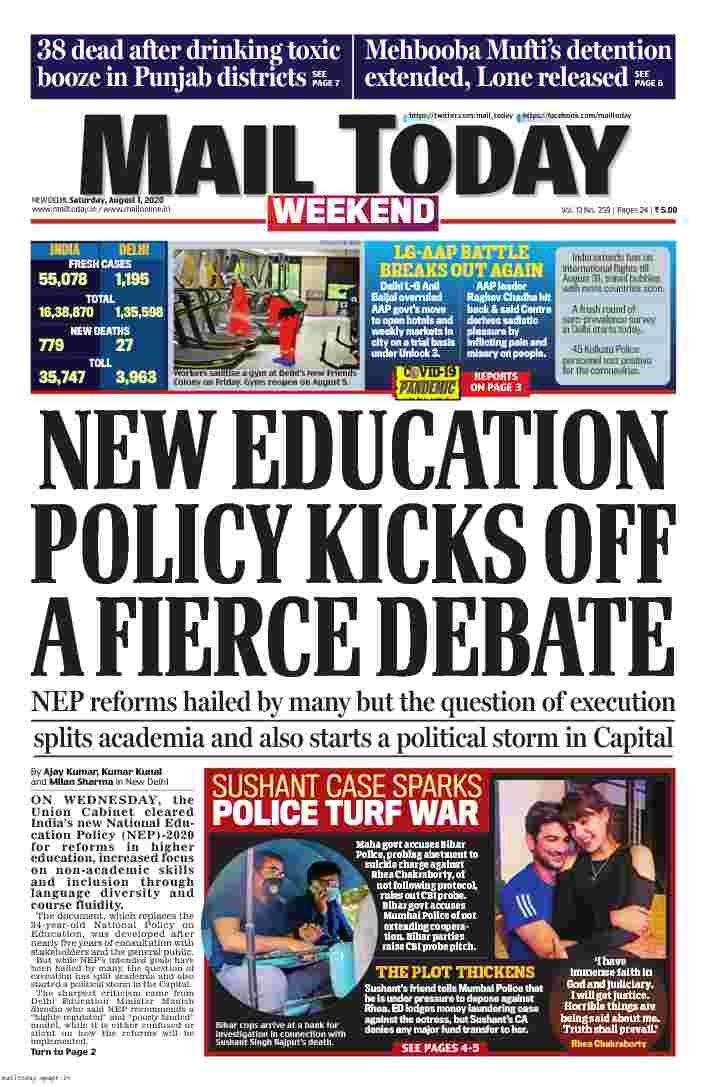 38 dead after drinking toxic
booze in Punjab districts SEE
PAGE 7
Mehbooba Mufti's detention
extended, Lone released SEE
PAGE 6
https://twitter.com/mail_today https://facebook.com/mailtoday
MAIL TODAY
NEW DELHI, Saturday, August 1, 2020
www.mailtoday.in / www.mailonline.in
WEEKEND
Vol. 13 No. 259 | Pages 24 | ₹ 5.00
INDIA DELHI
FRESH CASES
55,078 1,195
TOTAL
16,38,870 1,35,598
NEW DEATHS
779 27
TOLL
35,747 3,963
Workers sanitise a gym at Delhi's New Friends
Colony on Friday. Gyms reopen on August 5.
LG-AAP BATTLE
BREAKS OUT AGAIN
Delhi L-G Anil
Baijal overruled
AAP govt's move
to open hotels and
weekly markets in
city on a trial basis
under Unlock 3.
AAP leader
Raghav Chadha hit
back & said Centre
derives sadistic
pleasure by
inflicting pain and
misery on people.
India extends ban on
international flights till
August 31, travel bubbles
with more countries soon.
A fresh round of
sero-prevalence survey
in Delhi starts today.
45 Kolkata Police
personnel test positive
for the coronavirus.
COVID-19
PANDEMIC
REPORTS
ON PAGE 3
NEW EDUCATION
POLICY KICKS OFF
A FIERCE DEBATE
NEP reforms hailed by many but the question of execution
splits academia and also starts a political storm in Capital
By Ajay Kumar, Kumar Kunal
and Milan Sharma in New Delhi
ON WEDNESDAY, the
Union Cabinet cleared
India's new National Edu-
cation Policy (NEP)-2020
for reforms in higher
education, increased focus
on non-academic skills
and inclusion through
language diversity and
course fluidity.
The document, which replaces the
34-year-old National Policy on
Education, was developed after
nearly five years of consultation with
stakeholders and the general public.
But while NEP's intended goals have
been hailed by many, the question of
execution has split academia and also
started a political storm in the Capital.
The sharpest criticism came from
Delhi Education Minister Manish
Sisodia who said NEP recommends a
"highly regulated" and "poorly funded"
model, while it is either confused or
silent on how the reforms will be
implemented.
Turn to Page 2
SUSHANT CASE SPARKS
POLICE TURF WAR
Maha govt accuses Bihar
Police, probing abetment to
suicide charge against
Rhea Chakraborty, of
not following protocol,
rules out CBI probe.
Bihar govt accuses
Mumbai Police of not
extending coopera-
tion. Bihar parties
raise CBI probe pitch.
THE PLOT THICKENS
Sushant's friend tells Mumbai Police that
he is under pressure to depose against
Rhea. ED lodges money laundering case
against the actress, but Sushant's CA
denies any major fund transfer to her.
SEE PAGES 4-5
Bihar cops arrive at a bank for
investigation in connection with
Sushant Singh Rajput's death.
'I have
immense faith in
God and judiciary.
I will get justice.
Horrible things are
being said about me.
Truth shall prevail.'
Rhea Chakraborty